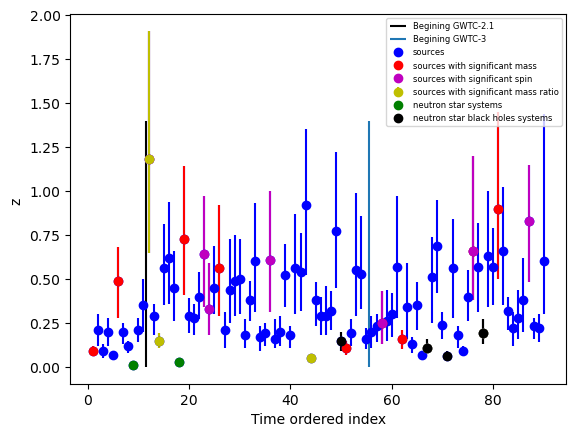 2.00
1.75
1.50
1.25
1.00
0.75
0.50
0.25
0.00
z
0
20
40
60
80
Time ordered index
Begining GWTC-2.1
Begining GWTC-3
sources
sources with significant mass
sources with significant spin
sources with significant mass ratio
neutron star systems
neutron star black holes systems